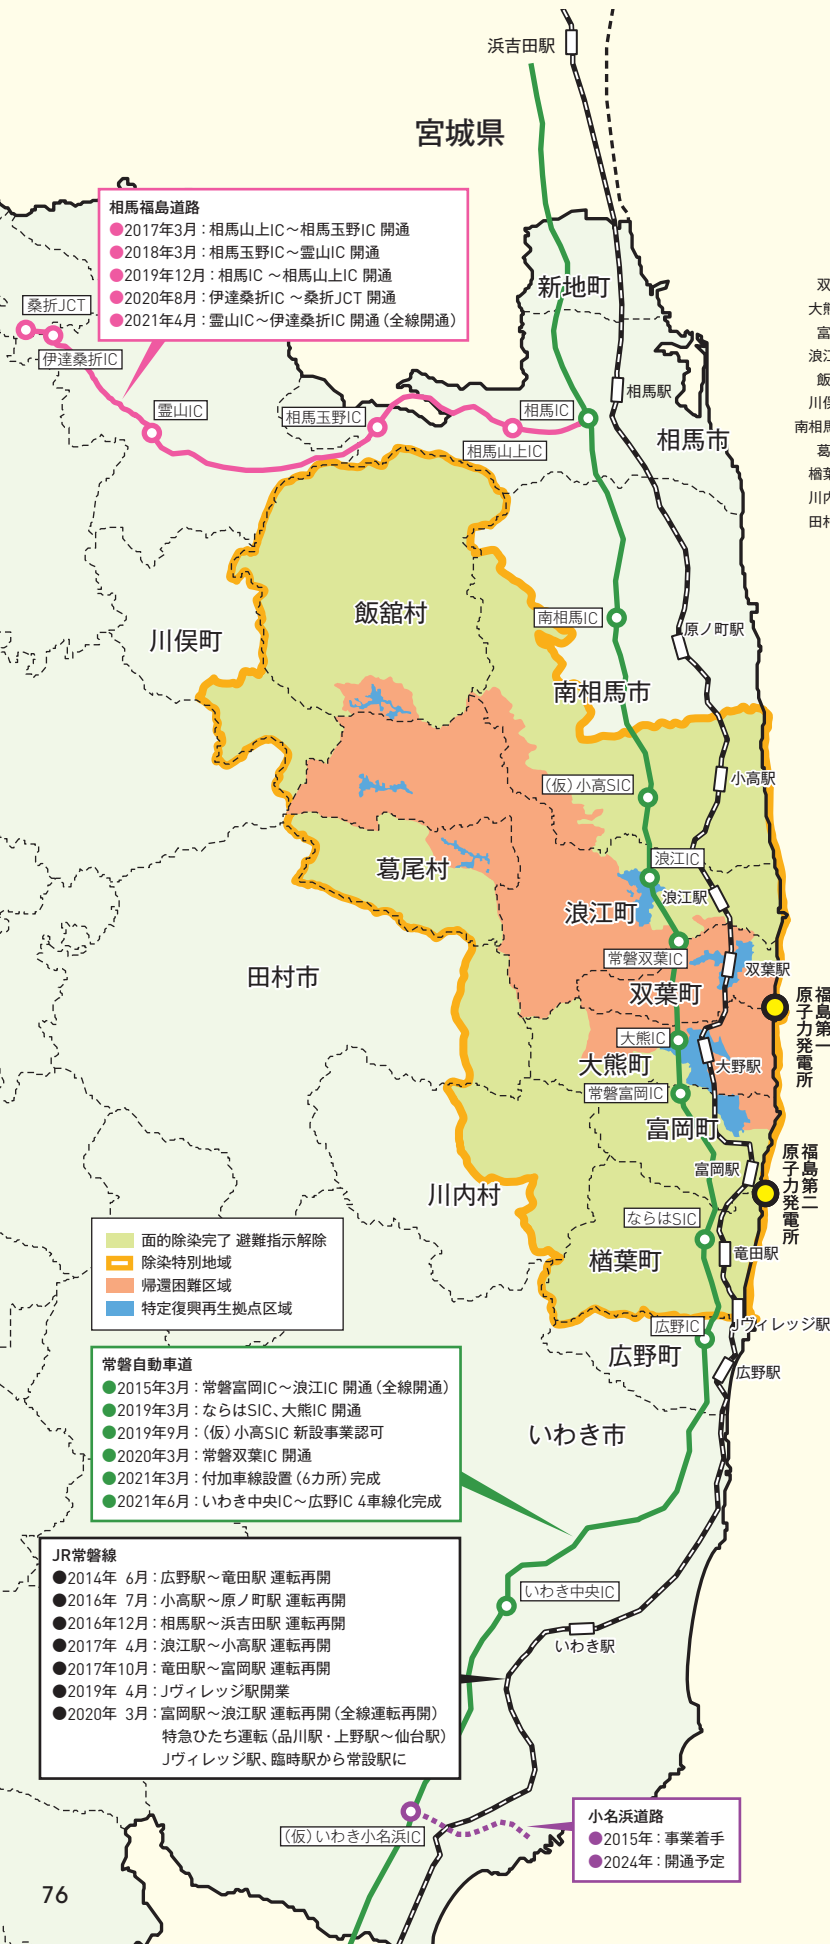 浜吉田駅
宮城県
相馬福島道路
●2017年3月：相馬山上IC～相馬玉野IC 開通
●2018年3月：相馬玉野IC～霊山IC 開通
●2019年12月：相馬IC ～相馬山上IC 開通
●2020年8月：伊達桑折IC ～桑折JCT 開通
●2021年4月：霊山IC～伊達桑折IC 開通（全線開通）
新地町
桑折JCT
伊達桑折IC
霊山IC
相馬玉野IC
相馬IC
相馬山上IC
相馬駅
相馬市
双
大熊
富
浪江
飯
川俣
南相馬
葛
楢葉
川内
田村
飯舘村
川俣町
南相馬IC
原ノ町駅
南相馬市
（仮）小高SIC
小高駅
浪江IC
葛尾村
浪江駅
浪江町
常磐双葉IC
双葉駅
田村市
双葉町
福島第一
原子力発電所
大熊IC
大熊町
大野駅
常磐富岡IC
富岡町
富岡駅
福島第二
原子力発電所
川内村
ならはSIC
竜田駅
楢葉町
面的除染完了 避難指示解除
除染特別地域
帰還困難区域
特定復興再生拠点区域
広野IC
Jヴィレッジ駅
広野町
広野駅
常磐自動車道
●2015年3月：常磐富岡IC～浪江IC 開通（全線開通）
●2019年3月：ならはSIC、大熊IC 開通
●2019年9月：（仮）小高SIC 新設事業認可
●2020年3月：常磐双葉IC 開通
●2021年3月：付加車線設置（6カ所）完成
●2021年6月：いわき中央IC～広野IC 4車線化完成
いわき市
JR常磐線
●2014年 6月：広野駅～竜田駅 運転再開
●2016年 7月：小高駅～原ノ町駅 運転再開
●2016年12月：相馬駅～浜吉田駅 運転再開
●2017年 4月：浪江駅～小高駅 運転再開
●2017年10月：竜田駅～富岡駅 運転再開
●2019年 4月：Jヴィレッジ駅開業
●2020年 3月：富岡駅～浪江駅 運転再開（全線運転再開）
特急ひたち運転（品川駅・上野駅～仙台駅）
Jヴィレッジ駅、臨時駅から常設駅に
いわき中央IC
いわき駅
（仮）いわき小名浜IC
小名浜道路
●2015年：事業着手
●2024年：開通予定
76